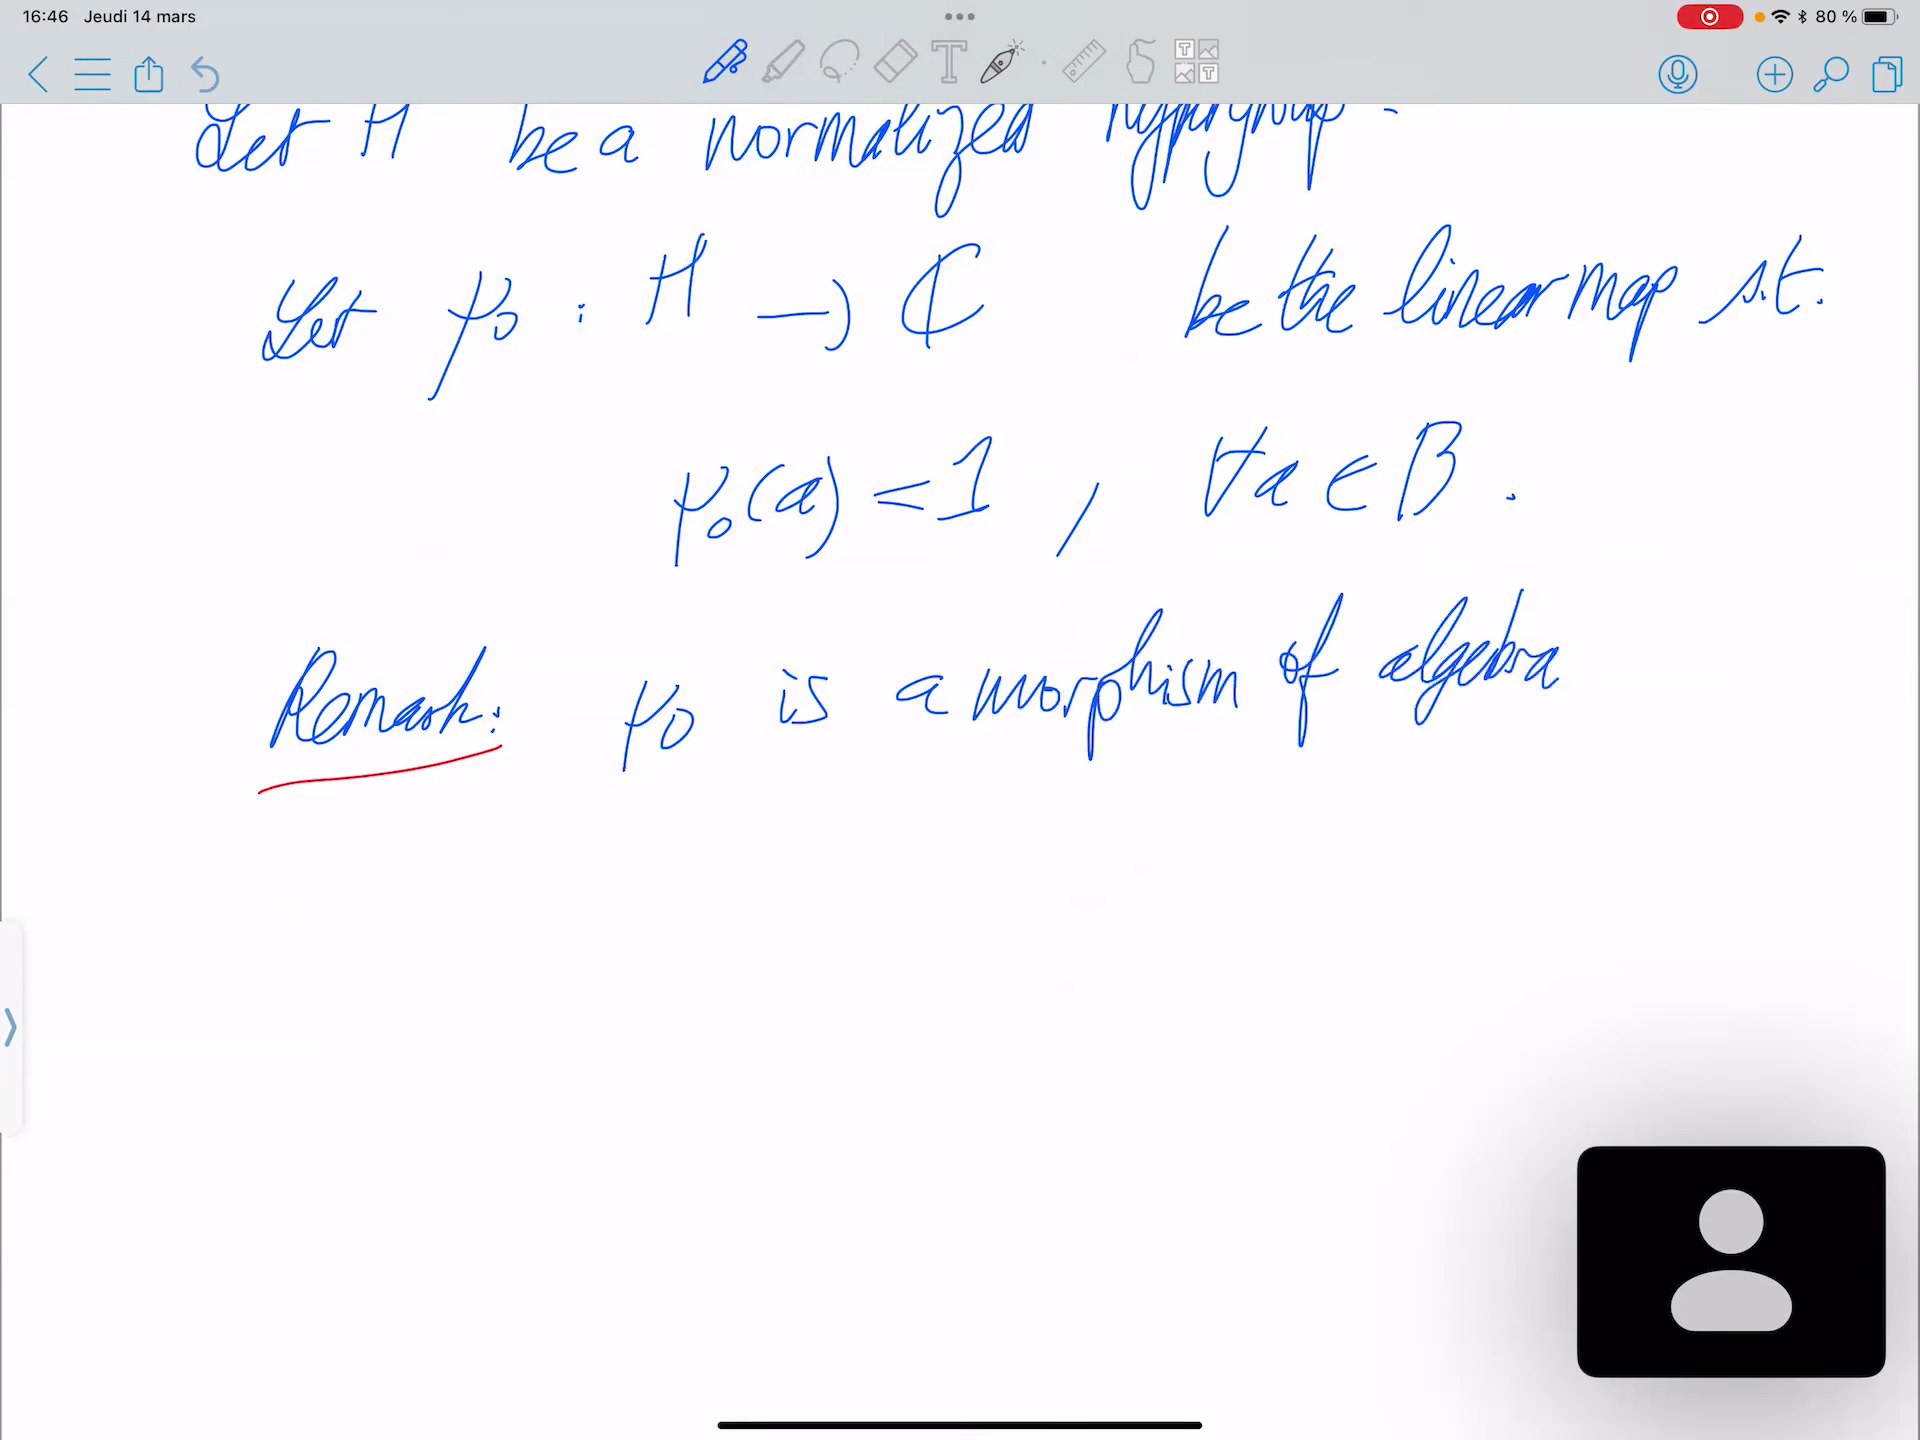 16:46 Jeudi 14 mars 80 %
Let H be a normalized hypergroup.
Let μ₀ : H → ℂ be the linear map s.t.
μ₀(a) = 1 , ∀a ∈ B .
Remark: μ₀ is a morphism of algebra